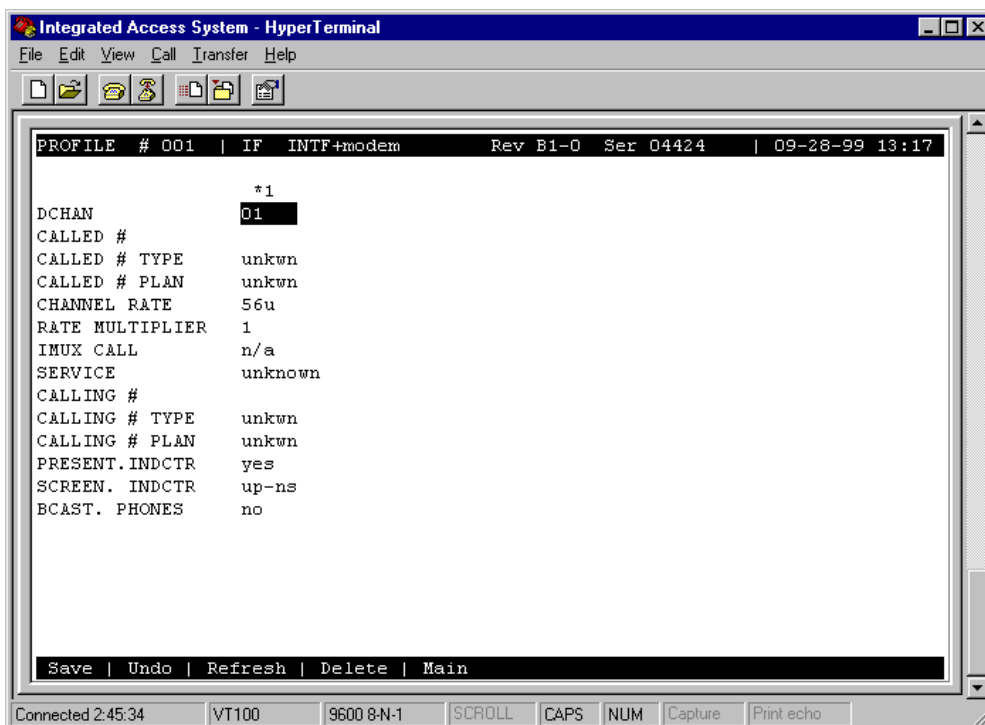 Integrated Access System - HyperTerminal
File Edit View Call Transfer Help
PROFILE # 001 | IF INTF+modem Rev B1-0 Ser 04424 | 09-28-99 13:17
*1
DCHAN 01
CALLED #
CALLED # TYPE unkwn
CALLED # PLAN unkwn
CHANNEL RATE 56u
RATE MULTIPLIER 1
IMUX CALL n/a
SERVICE unknown
CALLING #
CALLING # TYPE unkwn
CALLING # PLAN unkwn
PRESENT.INDCTR yes
SCREEN. INDCTR up-ns
BCAST. PHONES no
Save | Undo | Refresh | Delete | Main
Connected 2:45:34 VT100 9600 8-N-1 SCROLL CAPS NUM Capture Print echo